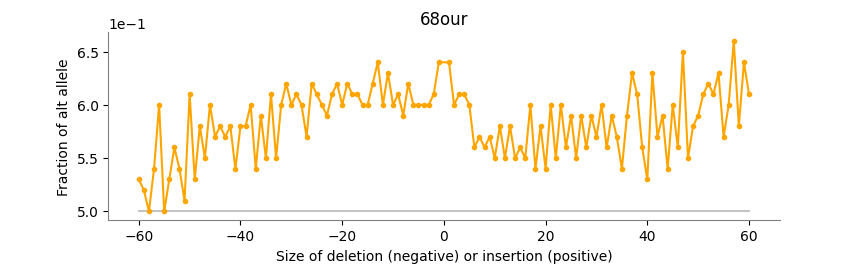 68our
1e−1
Fraction of alt allele
6.5
6.0
5.5
5.0
−60 −40 −20 0 20 40 60
Size of deletion (negative) or insertion (positive)